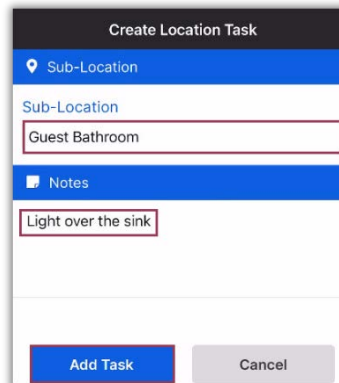 Create Location Task
Sub-Location
Sub-Location
Guest Bathroom
Notes
Light over the sink
Add Task
Cancel